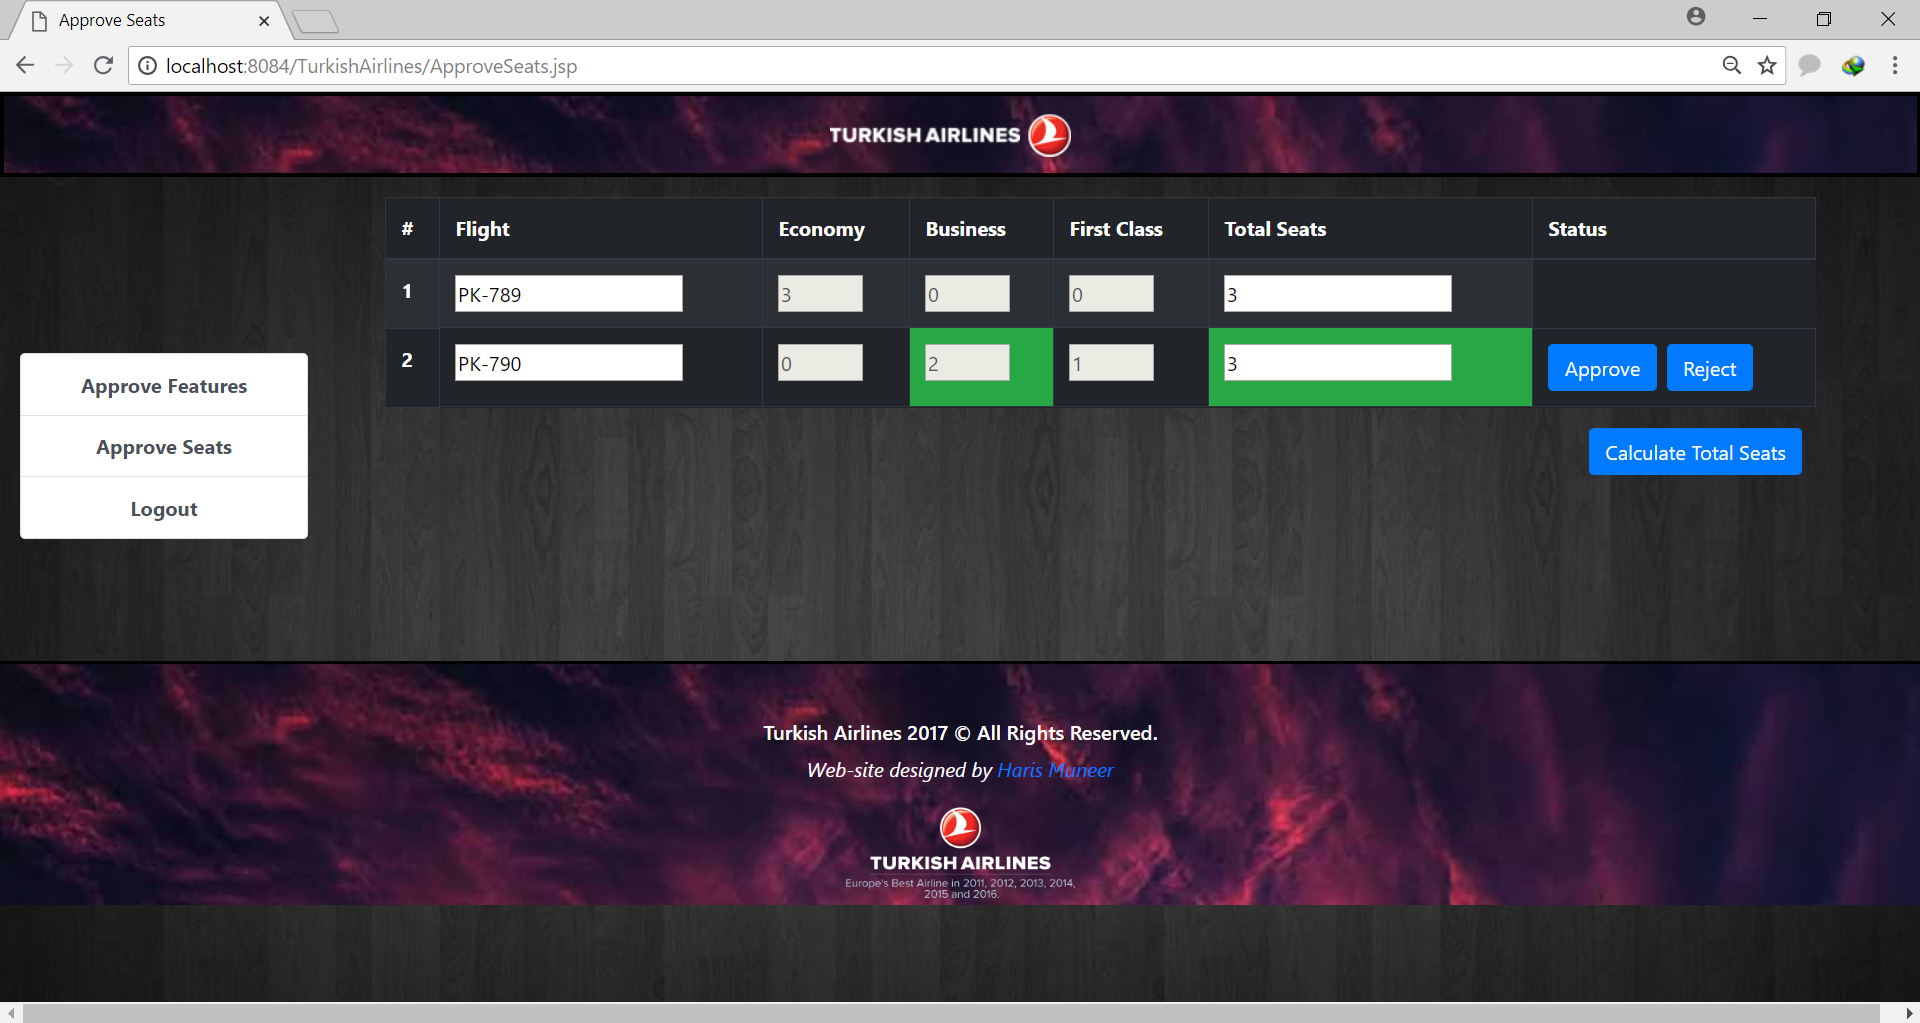 Approve Seats
localhost:8084/TurkishAirlines/ApproveSeats.jsp
TURKISH AIRLINES
# Flight Economy Business First Class Total Seats Status
1 PK-789 3 0 0 3
2 PK-790 0 2 1 3 Approve Reject
Calculate Total Seats
Approve Features
Approve Seats
Logout
Turkish Airlines 2017 © All Rights Reserved.
Web-site designed by Haris Muneer
TURKISH AIRLINES
Europe's Best Airline in 2011, 2012, 2013, 2014,
2015 and 2016.